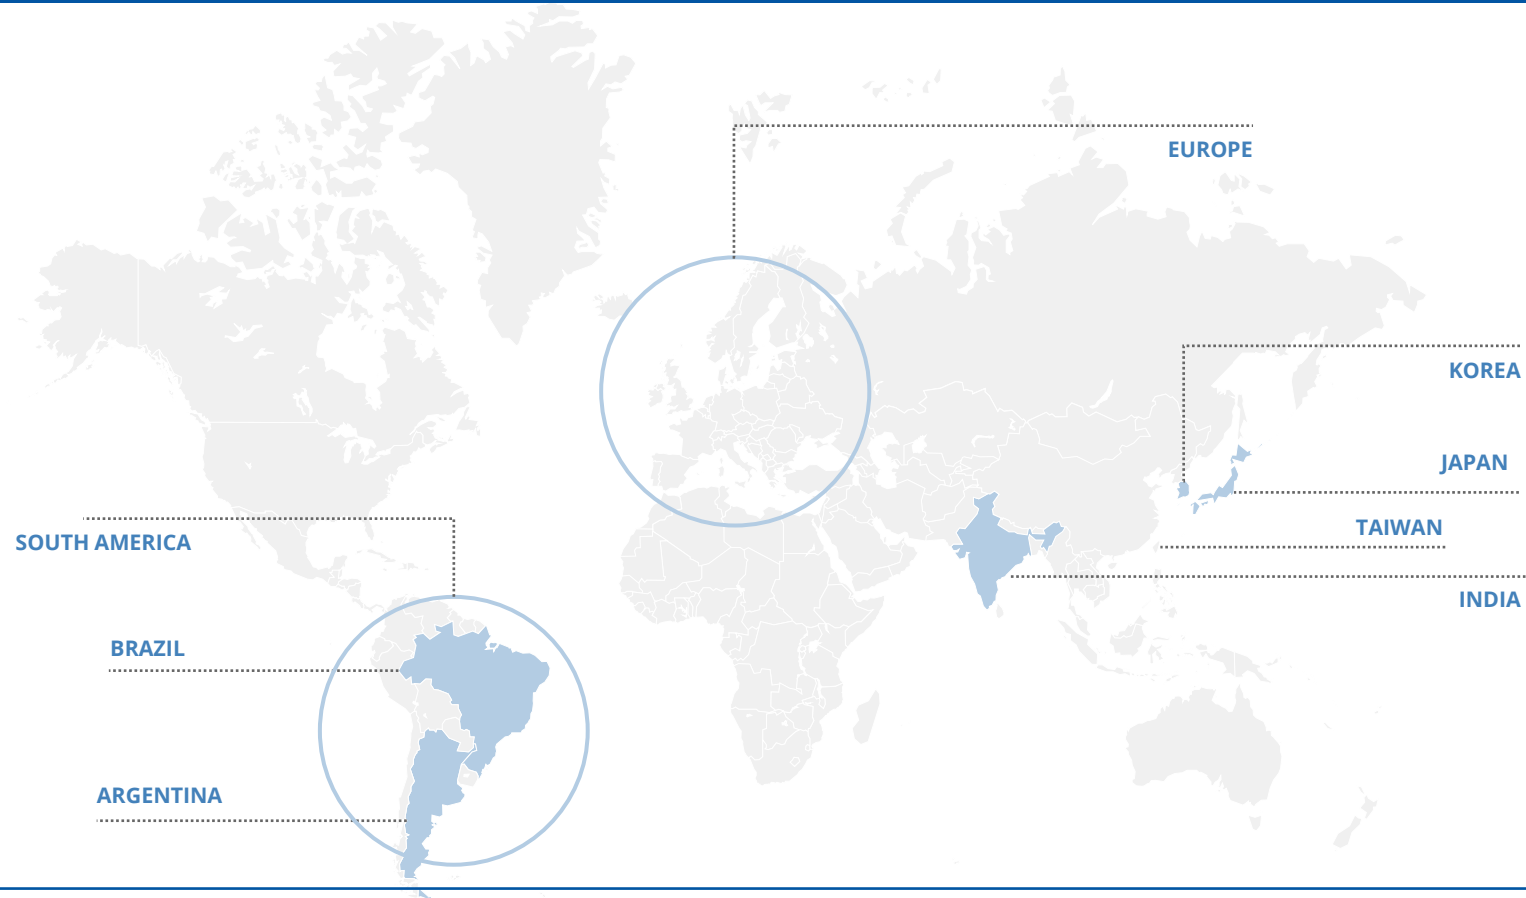 EUROPE
KOREA
JAPAN
TAIWAN
SOUTH AMERICA
INDIA
BRAZIL
ARGENTINA